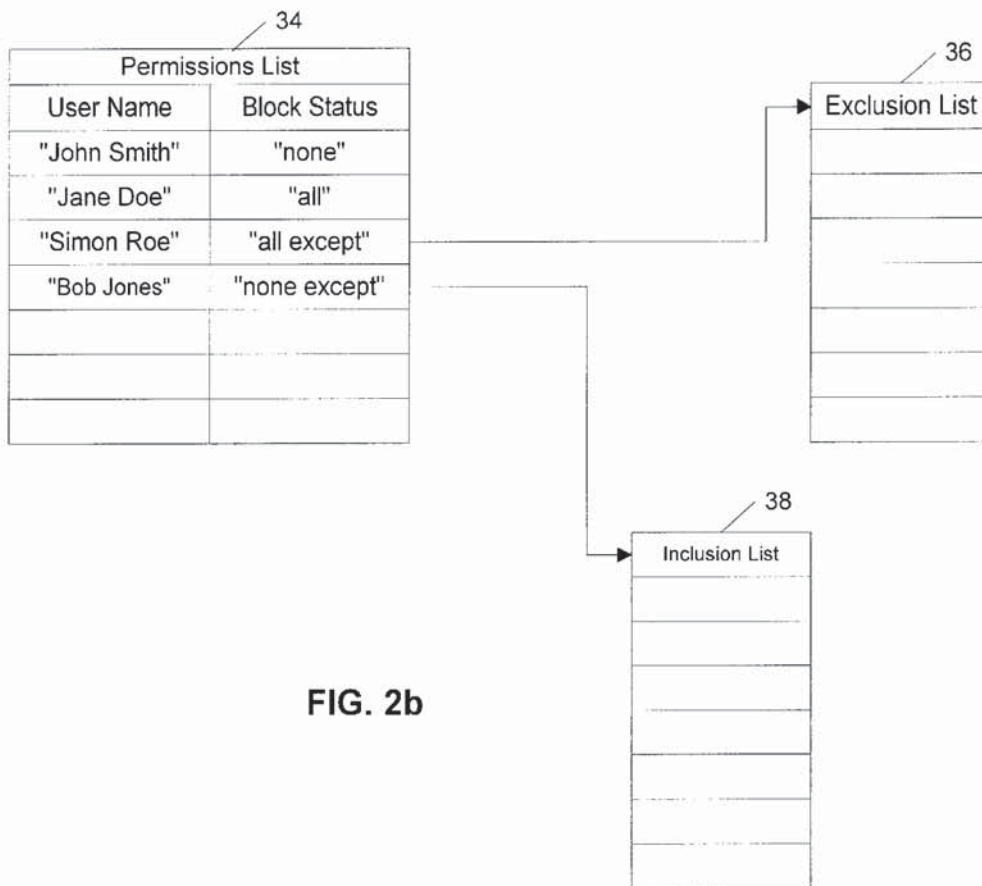 34
Permissions List
User Name Block Status
"John Smith" "none"
"Jane Doe" "all"
"Simon Roe" "all except"
"Bob Jones" "none except"
36
Exclusion List
38
Inclusion List
FIG. 2b